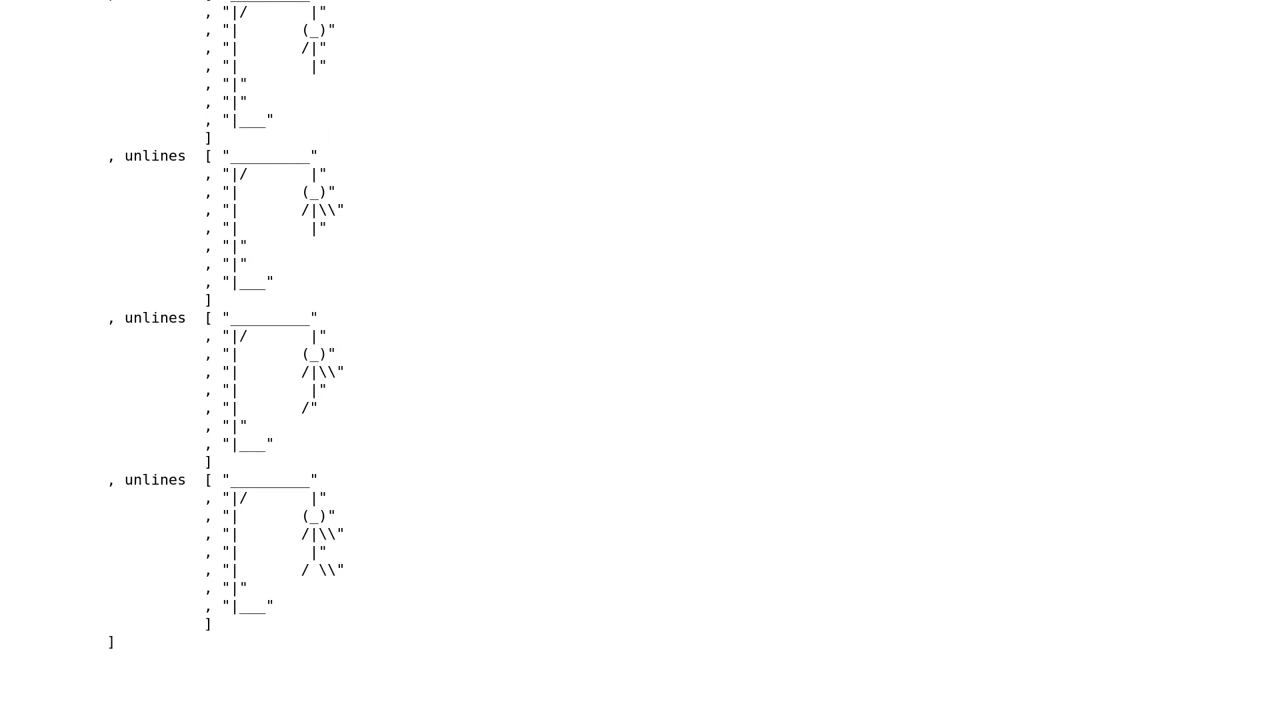 , "|/       |"
            , "|       (_)"
            , "|       /|"
            , "|        |"
            , "|"
            , "|"
            , "|___"
            ]
, unlines  [ "_________"
            , "|/       |"
            , "|       (_)"
            , "|       /|\\"
            , "|        |"
            , "|"
            , "|"
            , "|___"
            ]
, unlines  [ "_________"
            , "|/       |"
            , "|       (_)"
            , "|       /|\\"
            , "|        |"
            , "|       /"
            , "|"
            , "|___"
            ]
, unlines  [ "_________"
            , "|/       |"
            , "|       (_)"
            , "|       /|\\"
            , "|        |"
            , "|       / \\"
            , "|"
            , "|___"
            ]
]